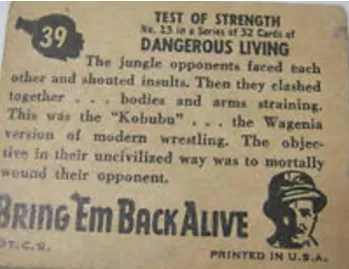 39
TEST OF STRENGTH
No. 13 in a Series of 32 Cards of
DANGEROUS LIVING
The jungle opponents faced each
other and shouted insults. Then they clashed
together . . . bodies and arms straining.
This was the "Kobubu" . . . the Wagenia
version of modern wrestling. The objec-
tive in their uncivilized way was to mortally
wound their opponent.
BRING 'EM BACK ALIVE
T. C. G.
PRINTED IN U.S.A.